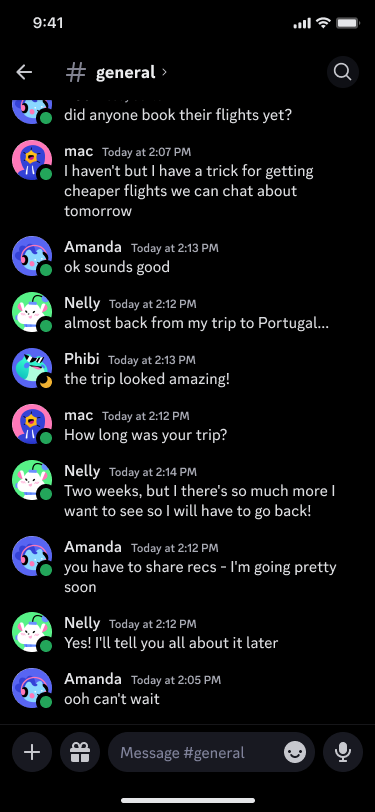 9:41
# general
did anyone book their flights yet?
mac Today at 2:07 PM
I haven't but I have a trick for getting
cheaper flights we can chat about
tomorrow
Amanda Today at 2:13 PM
ok sounds good
Nelly Today at 2:12 PM
almost back from my trip to Portugal...
Phibi Today at 2:13 PM
the trip looked amazing!
mac Today at 2:12 PM
How long was your trip?
Nelly Today at 2:14 PM
Two weeks, but I there's so much more I
want to see so I will have to go back!
Amanda Today at 2:12 PM
you have to share recs - I'm going pretty
soon
Nelly Today at 2:12 PM
Yes! I'll tell you all about it later
Amanda Today at 2:05 PM
ooh can't wait
Message #general